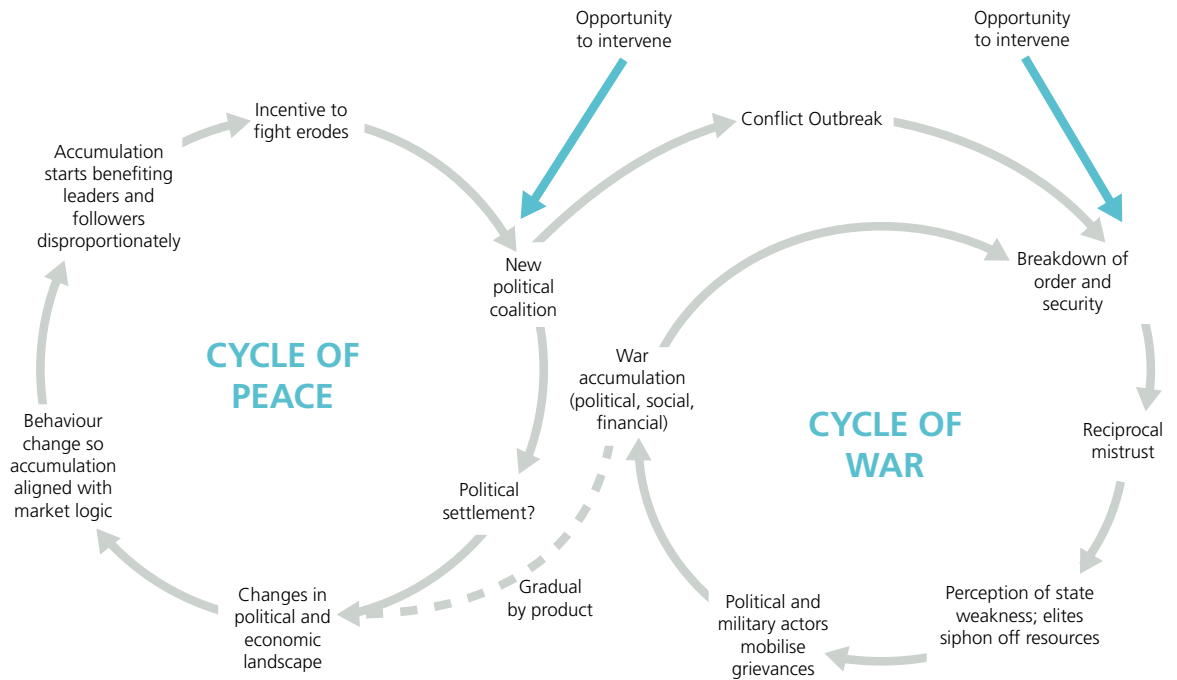 Opportunity
to intervene
Opportunity
to intervene
Incentive to
fight erodes
Conflict Outbreak
Accumulation
starts benefiting
leaders and
followers
disproportionately
New
political
coalition
Breakdown of
order and
security
CYCLE OF
PEACE
War
accumulation
(political, social,
financial)
CYCLE OF
WAR
Behaviour
change so
accumulation
aligned with
market logic
Reciprocal
mistrust
Political
settlement?
Gradual
by product
Changes in
political and
economic
landscape
Political and
military actors
mobilise
grievances
Perception of state
weakness; elites
siphon off resources